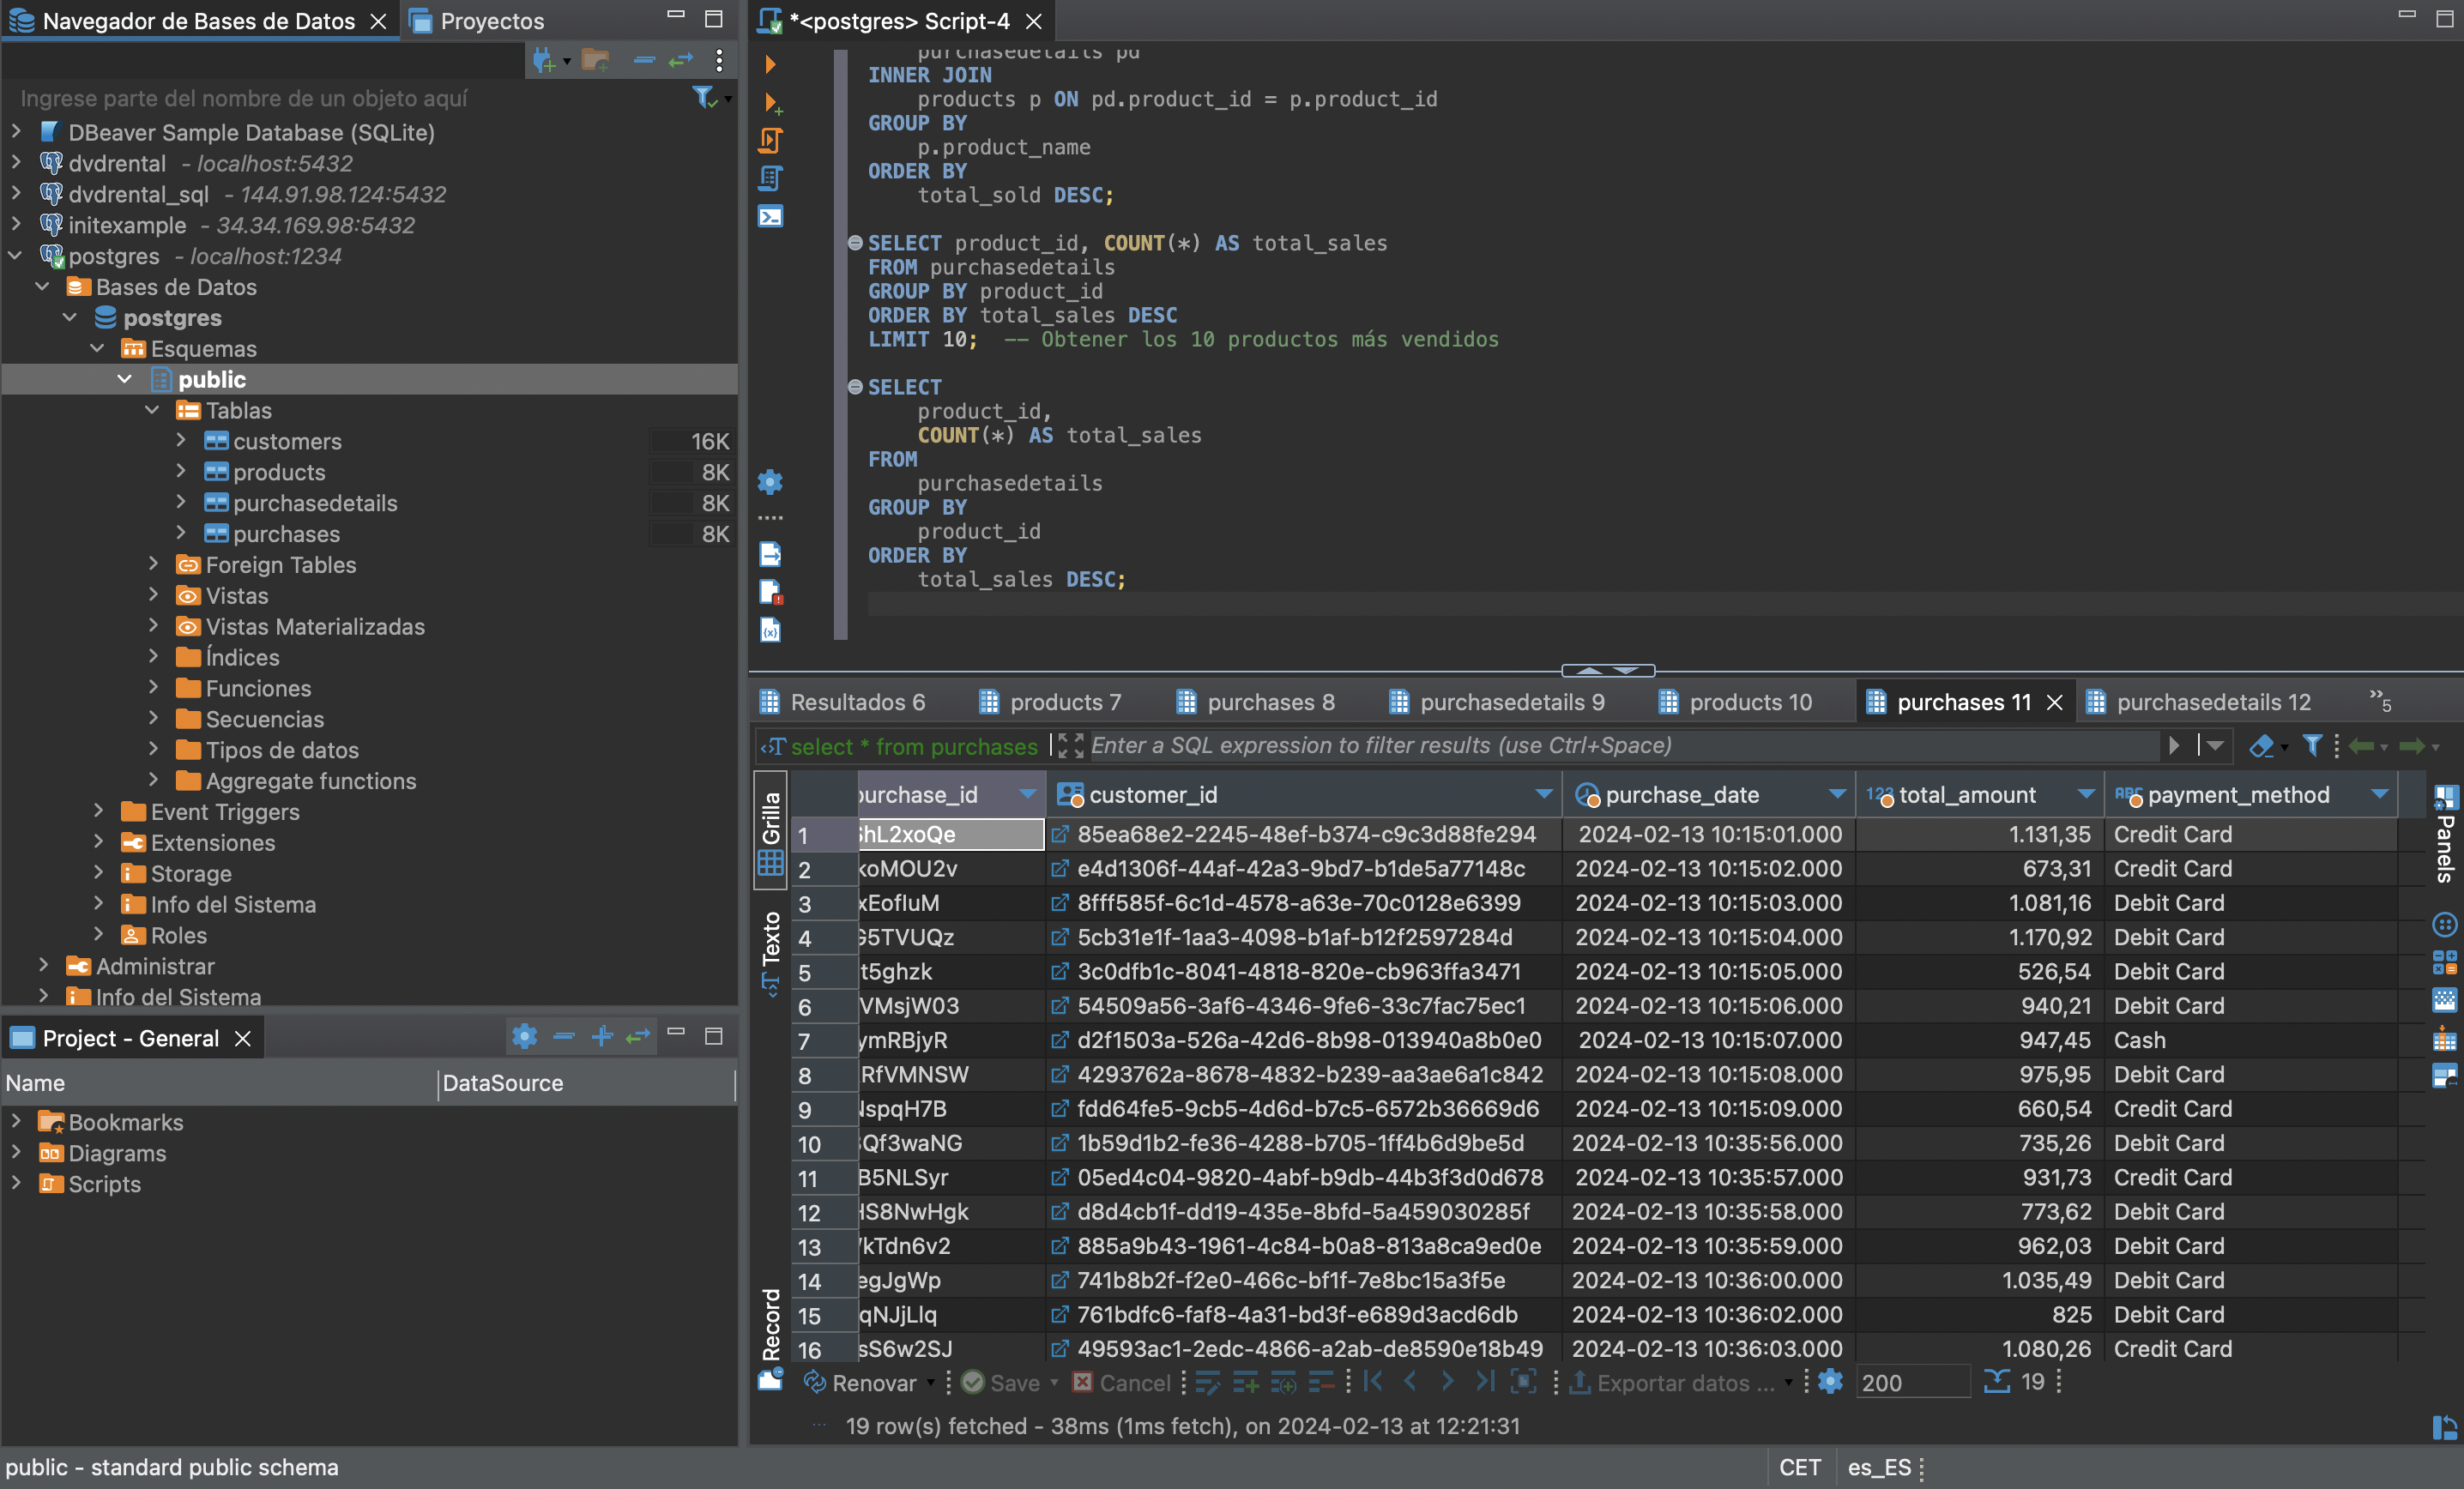 Navegador de Bases de Datos
Proyectos
Ingrese parte del nombre de un objeto aquí
DBeaver Sample Database (SQLite)
dvdrental - localhost:5432
dvdrental_sql - 144.91.98.124:5432
initexample - 34.34.169.98:5432
postgres - localhost:1234
Bases de Datos
postgres
Esquemas
public
Tablas
customers 16K
products 8K
purchasedetails 8K
purchases 8K
Foreign Tables
Vistas
Vistas Materializadas
Índices
Funciones
Secuencias
Tipos de datos
Aggregate functions
Event Triggers
Extensiones
Storage
Info del Sistema
Roles
Administrar
Info del Sistema
Project - General
Name DataSource
Bookmarks
Diagrams
Scripts
*<postgres> Script-4
purchasedetails pd
INNER JOIN
products p ON pd.product_id = p.product_id
GROUP BY
p.product_name
ORDER BY
total_sold DESC;
SELECT product_id, COUNT(*) AS total_sales
FROM purchasedetails
GROUP BY product_id
ORDER BY total_sales DESC
LIMIT 10; -- Obtener los 10 productos más vendidos
SELECT
product_id,
COUNT(*) AS total_sales
FROM
purchasedetails
GROUP BY
product_id
ORDER BY
total_sales DESC;
Resultados 6 products 7 purchases 8 purchasedetails 9 products 10 purchases 11 purchasedetails 12 »5
select * from purchases Enter a SQL expression to filter results (use Ctrl+Space)
Grilla
Texto
Record
Panels
purchase_id customer_id purchase_date 123 total_amount ABC payment_method
1 hL2xoQe 85ea68e2-2245-48ef-b374-c9c3d88fe294 2024-02-13 10:15:01.000 1.131,35 Credit Card
2 koMOU2v e4d1306f-44af-42a3-9bd7-b1de5a77148c 2024-02-13 10:15:02.000 673,31 Credit Card
3 xEofIuM 8fff585f-6c1d-4578-a63e-70c0128e6399 2024-02-13 10:15:03.000 1.081,16 Debit Card
4 5TVUQz 5cb31e1f-1aa3-4098-b1af-b12f2597284d 2024-02-13 10:15:04.000 1.170,92 Debit Card
5 t5ghzk 3c0dfb1c-8041-4818-820e-cb963ffa3471 2024-02-13 10:15:05.000 526,54 Debit Card
6 VMsjW03 54509a56-3af6-4346-9fe6-33c7fac75ec1 2024-02-13 10:15:06.000 940,21 Debit Card
7 ymRBjyR d2f1503a-526a-42d6-8b98-013940a8b0e0 2024-02-13 10:15:07.000 947,45 Cash
8 RfVMNSW 4293762a-8678-4832-b239-aa3ae6a1c842 2024-02-13 10:15:08.000 975,95 Debit Card
9 spqH7B fdd64fe5-9cb5-4d6d-b7c5-6572b36669d6 2024-02-13 10:15:09.000 660,54 Credit Card
10 Qf3waNG 1b59d1b2-fe36-4288-b705-1ff4b6d9be5d 2024-02-13 10:35:56.000 735,26 Debit Card
11 B5NLSyr 05ed4c04-9820-4abf-b9db-44b3f3d0d678 2024-02-13 10:35:57.000 931,73 Credit Card
12 S8NwHgk d8d4cb1f-dd19-435e-8bfd-5a459030285f 2024-02-13 10:35:58.000 773,62 Debit Card
13 kTdn6v2 885a9b43-1961-4c84-b0a8-813a8ca9ed0e 2024-02-13 10:35:59.000 962,03 Debit Card
14 egJgWp 741b8b2f-f2e0-466c-bf1f-7e8bc15a3f5e 2024-02-13 10:36:00.000 1.035,49 Debit Card
15 qNJjLlq 761bdfc6-faf8-4a31-bd3f-e689d3acd6db 2024-02-13 10:36:02.000 825 Debit Card
16 sS6w2SJ 49593ac1-2edc-4866-a2ab-de8590e18b49 2024-02-13 10:36:03.000 1.080,26 Credit Card
Renovar Save Cancel Exportar datos ... 200 19
19 row(s) fetched - 38ms (1ms fetch), on 2024-02-13 at 12:21:31
public - standard public schema
CET es_ES